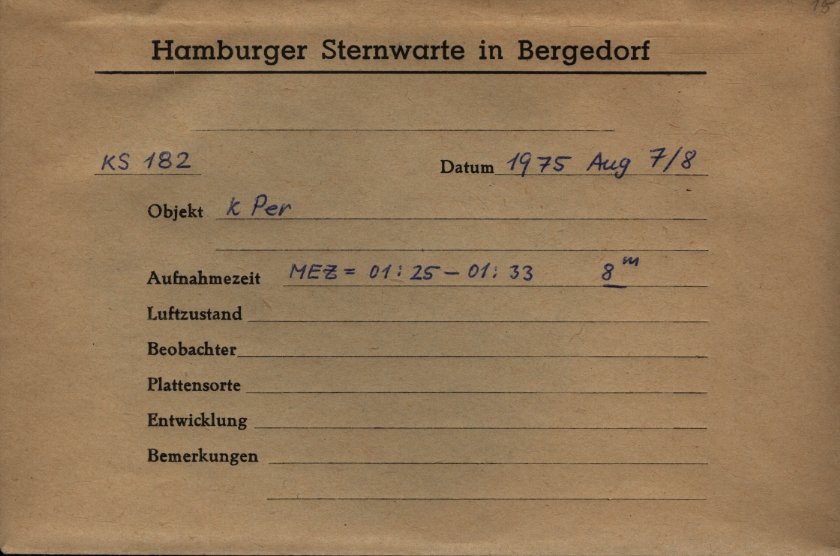 15
Hamburger Sternwarte in Bergedorf
KS 182
Datum 1975 Aug 7/8
Objekt k Per
Aufnahmezeit MEZ = 01:25 – 01:33 8ᵐ
Luftzustand
Beobachter
Plattensorte
Entwicklung
Bemerkungen